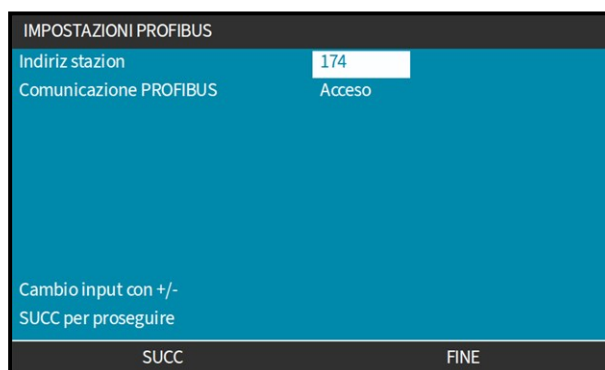 IMPOSTAZIONI PROFIBUS
Indiriz stazion 174
Comunicazione PROFIBUS Acceso
Cambio input con +/-
SUCC per proseguire
SUCC FINE